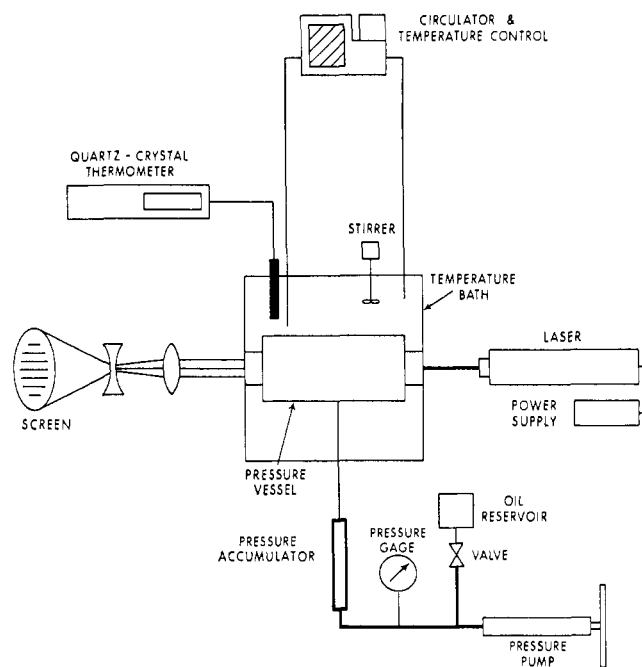 CIRCULATOR &
TEMPERATURE CONTROL
QUARTZ - CRYSTAL
THERMOMETER
STIRRER
TEMPERATURE
BATH
LASER
POWER
SUPPLY
SCREEN
PRESSURE
VESSEL
OIL
RESERVOIR
PRESSURE
ACCUMULATOR
PRESSURE
GAGE
VALVE
PRESSURE
PUMP